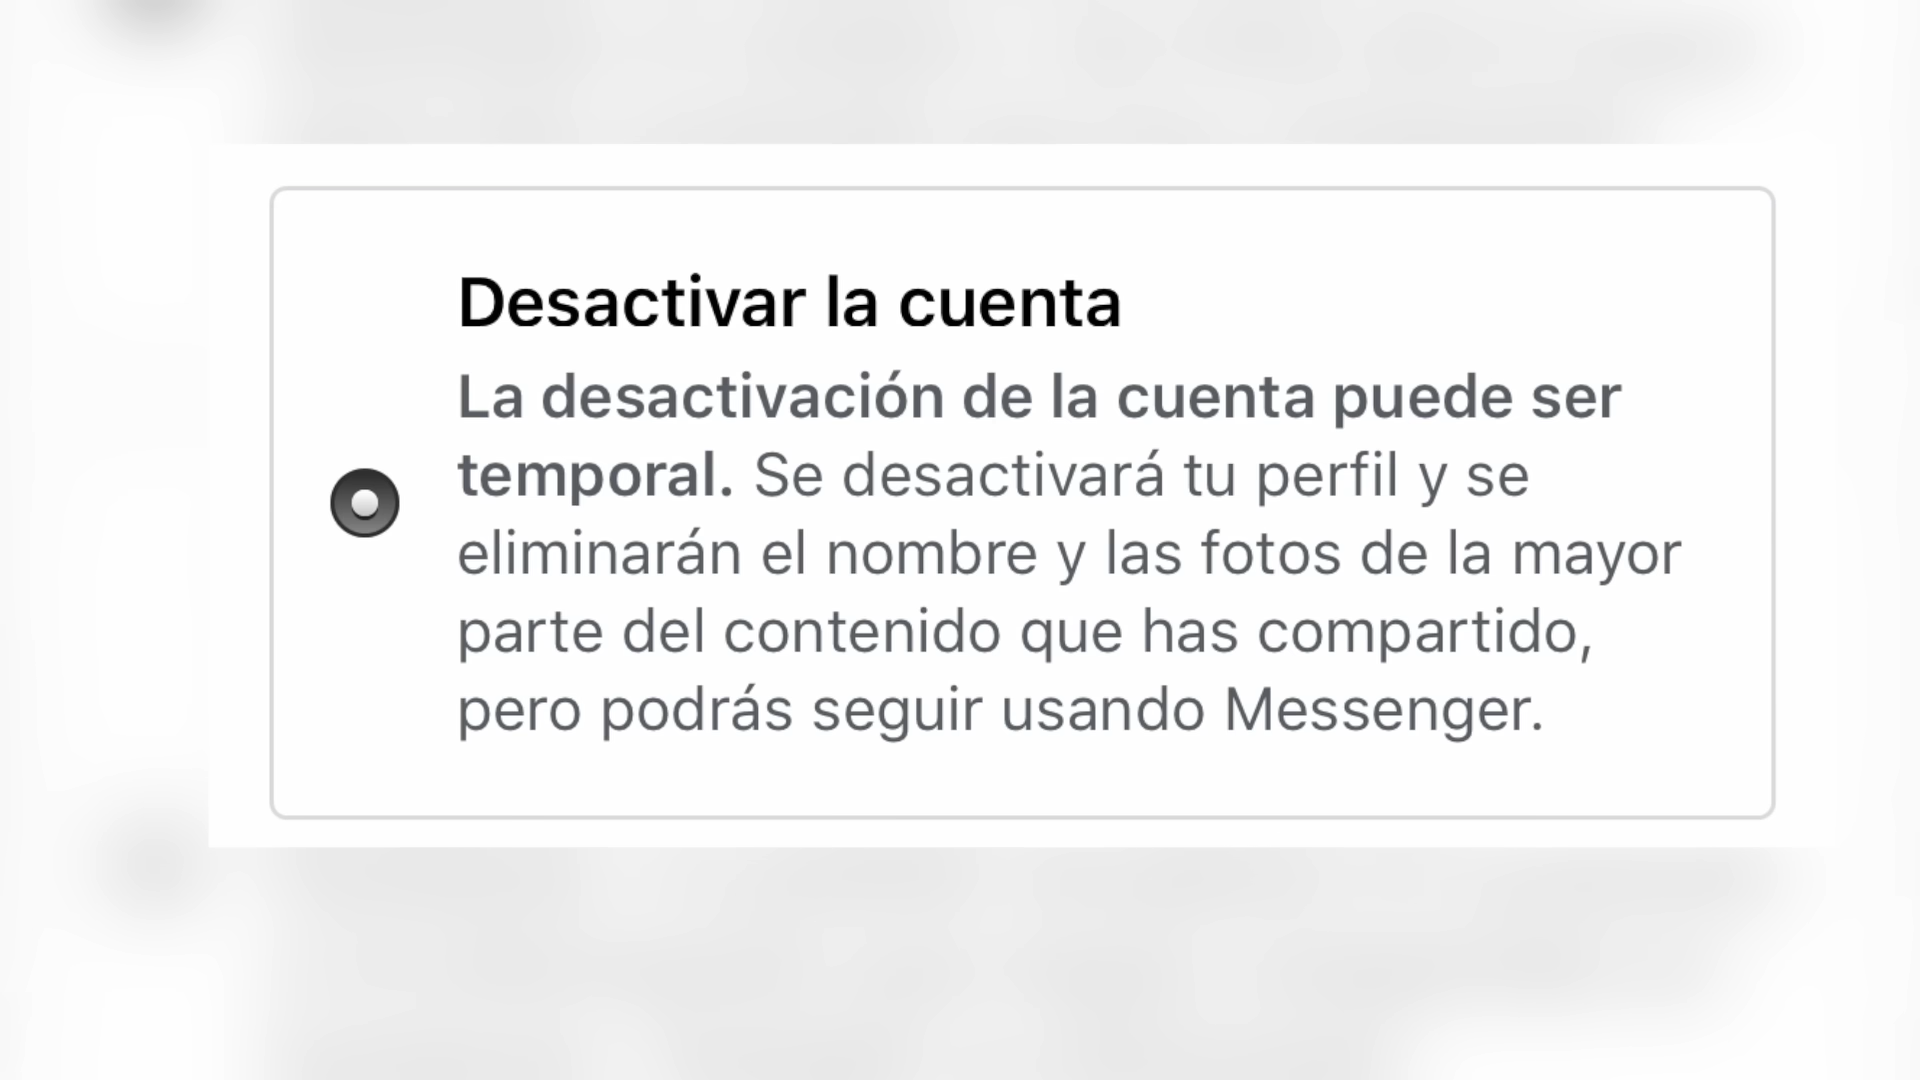 Desactivar la cuenta
La desactivación de la cuenta puede ser
temporal. Se desactivará tu perfil y se
eliminarán el nombre y las fotos de la mayor
parte del contenido que has compartido,
pero podrás seguir usando Messenger.